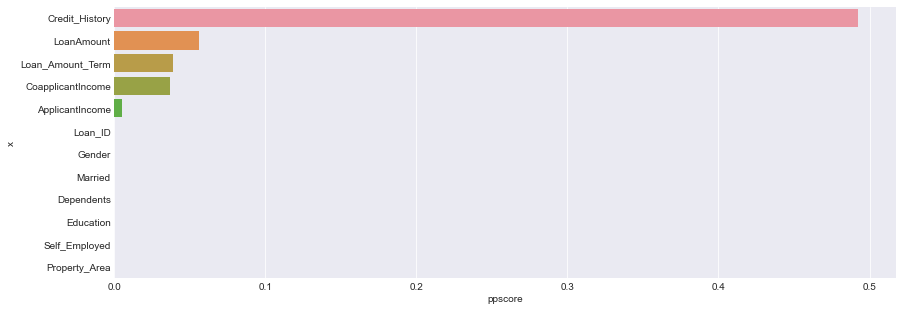 Credit_History
LoanAmount
Loan_Amount_Term
CoapplicantIncome
ApplicantIncome
Loan_ID
Gender
Married
Dependents
Education
Self_Employed
Property_Area
x
0.0 0.1 0.2 0.3 0.4 0.5
ppscore